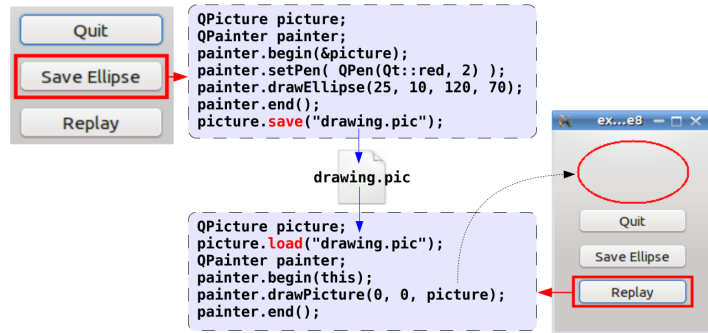 Quit
Save Ellipse
Replay
QPicture picture;
QPainter painter;
painter.begin(&picture);
painter.setPen( QPen(Qt::red, 2) );
painter.drawEllipse(25, 10, 120, 70);
painter.end();
picture.save("drawing.pic");
drawing.pic
QPicture picture;
picture.load("drawing.pic");
QPainter painter;
painter.begin(this);
painter.drawPicture(0, 0, picture);
painter.end();
ex...e8
Quit
Save Ellipse
Replay